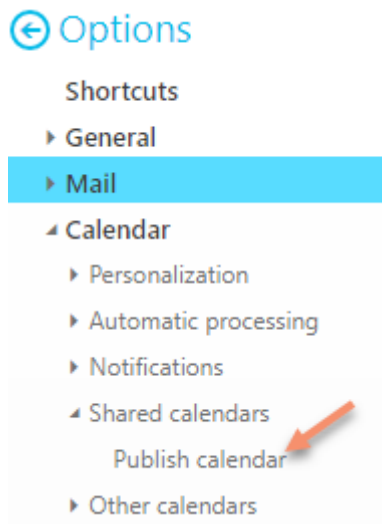 Options
Shortcuts
General
Mail
Calendar
Personalization
Automatic processing
Notifications
Shared calendars
Publish calendar
Other calendars